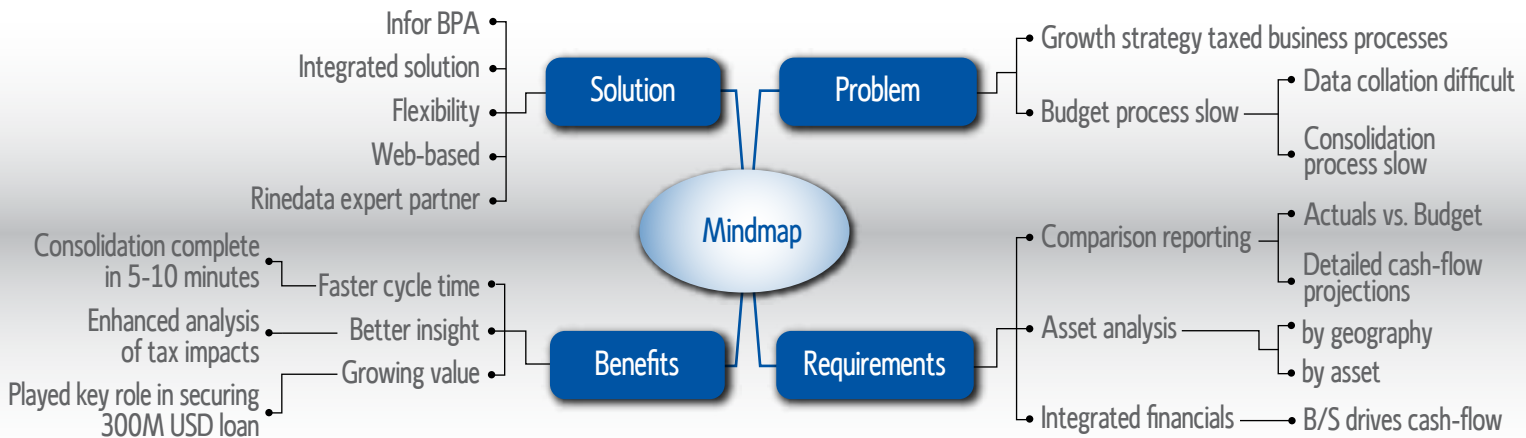 Infor BPA
Integrated solution
Flexibility
Web-based
Rinedata expert partner
Solution
Problem
Growth strategy taxed business processes
Budget process slow
Data collation difficult
Consolidation
process slow
Mindmap
Consolidation complete
in 5-10 minutes
Faster cycle time
Enhanced analysis
of tax impacts
Better insight
Played key role in securing
300M USD loan
Growing value
Benefits
Requirements
Comparison reporting
Actuals vs. Budget
Detailed cash-flow
projections
Asset analysis
by geography
by asset
Integrated financials
B/S drives cash-flow